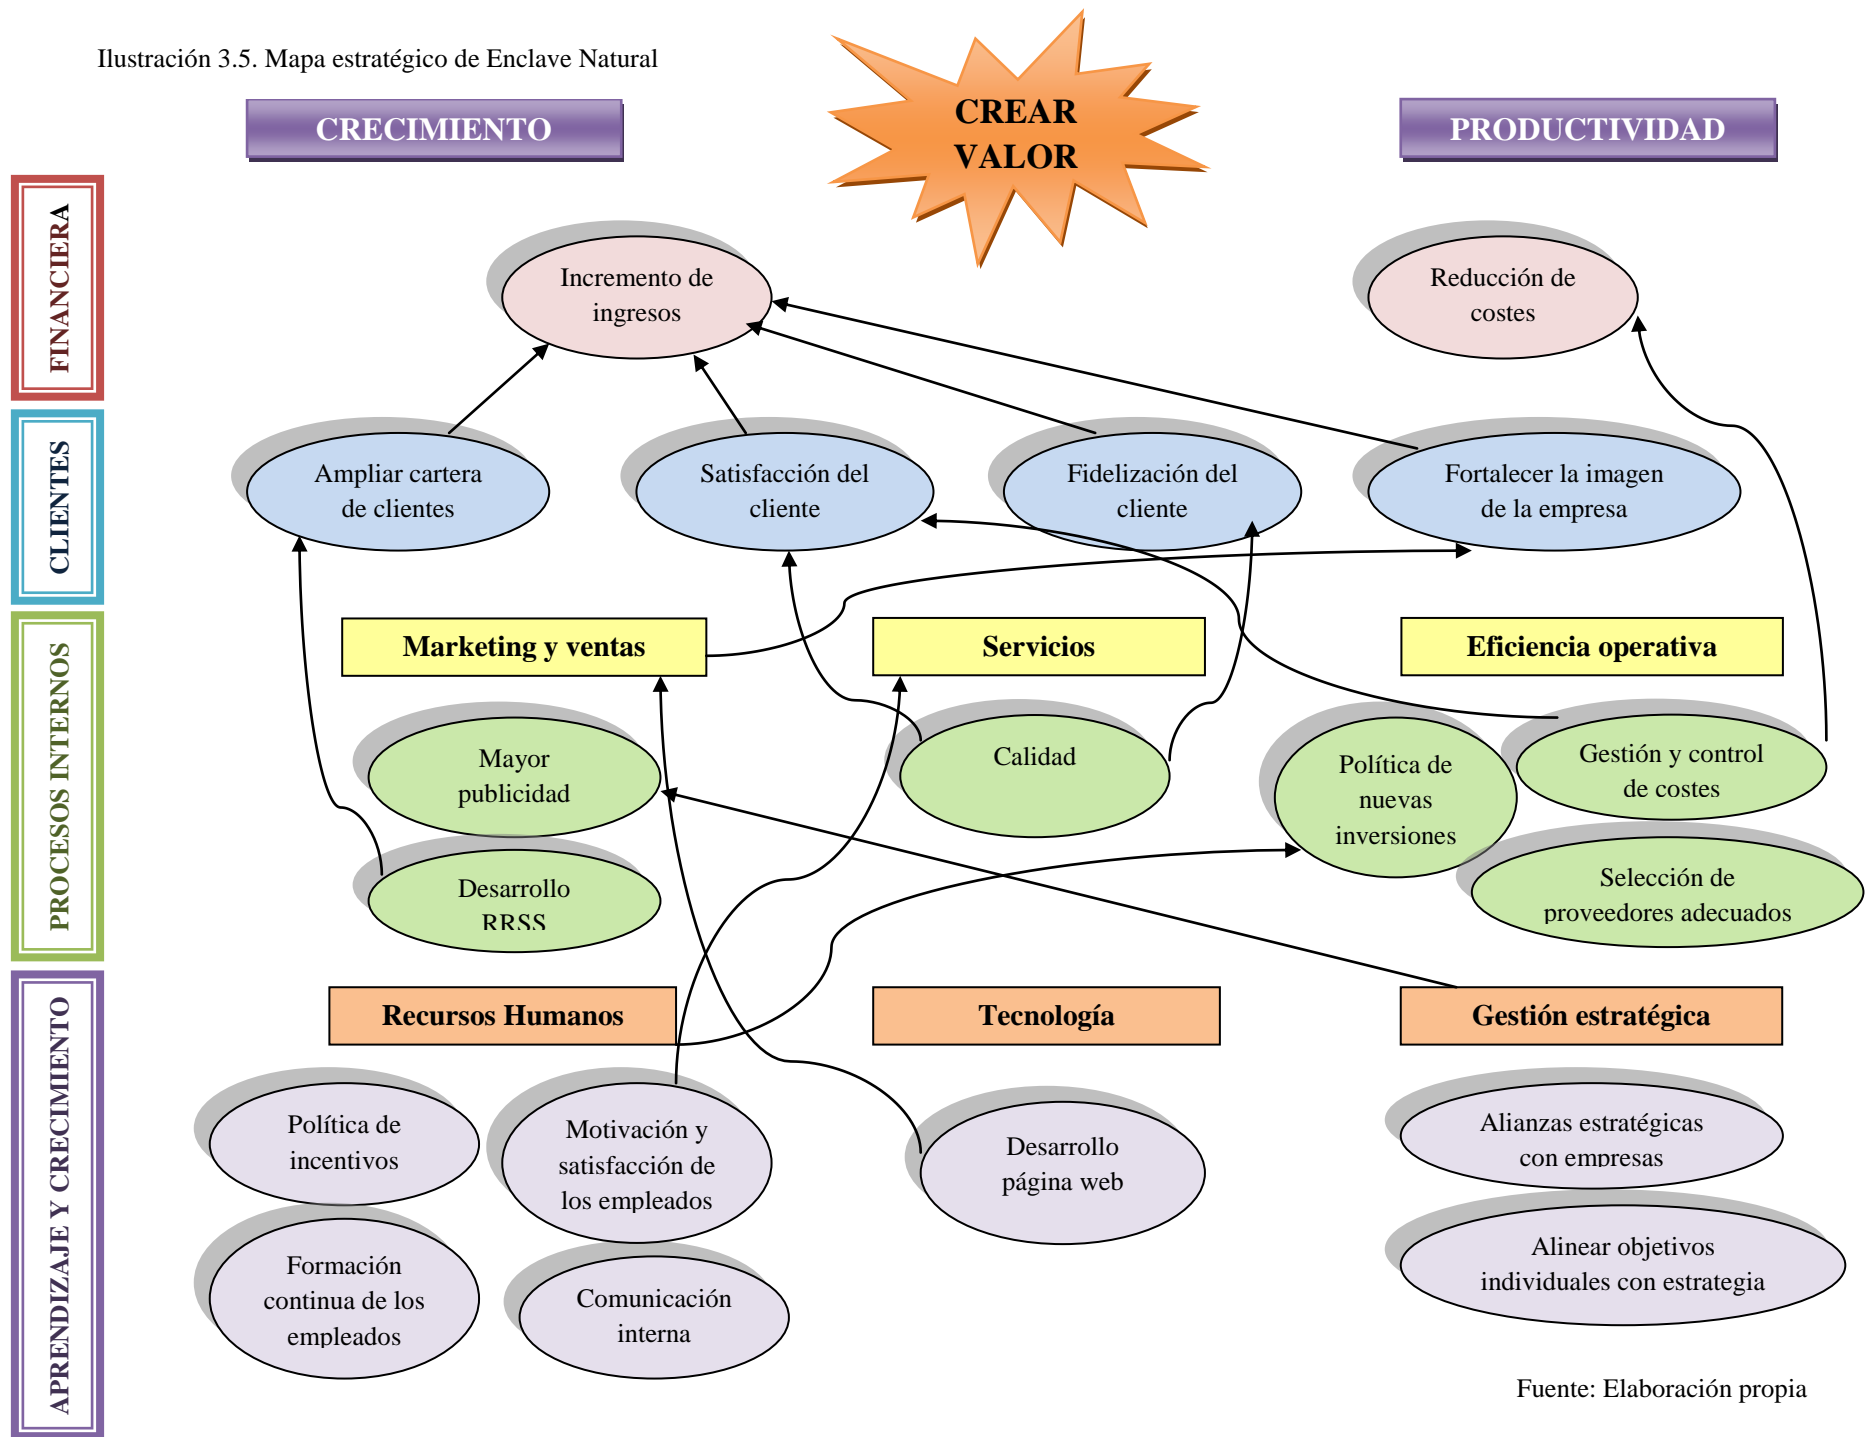 Ilustración 3.5. Mapa estratégico de Enclave Natural
CREAR
VALOR
CRECIMIENTO
PRODUCTIVIDAD
FINANCIERA
Incremento de
ingresos
Reducción de
costes
CLIENTES
Ampliar cartera
de clientes
Satisfacción del
cliente
Fidelización del
cliente
Fortalecer la imagen
de la empresa
PROCESOS INTERNOS
Marketing y ventas
Servicios
Eficiencia operativa
Mayor
publicidad
Calidad
Política de
nuevas
inversiones
Gestión y control
de costes
Desarrollo
RRSS
Selección de
proveedores adecuados
APRENDIZAJE Y CRECIMIENTO
Recursos Humanos
Tecnología
Gestión estratégica
Política de
incentivos
Motivación y
satisfacción de
los empleados
Desarrollo
página web
Alianzas estratégicas
con empresas
Formación
continua de los
empleados
Comunicación
interna
Alinear objetivos
individuales con estrategia
Fuente: Elaboración propia